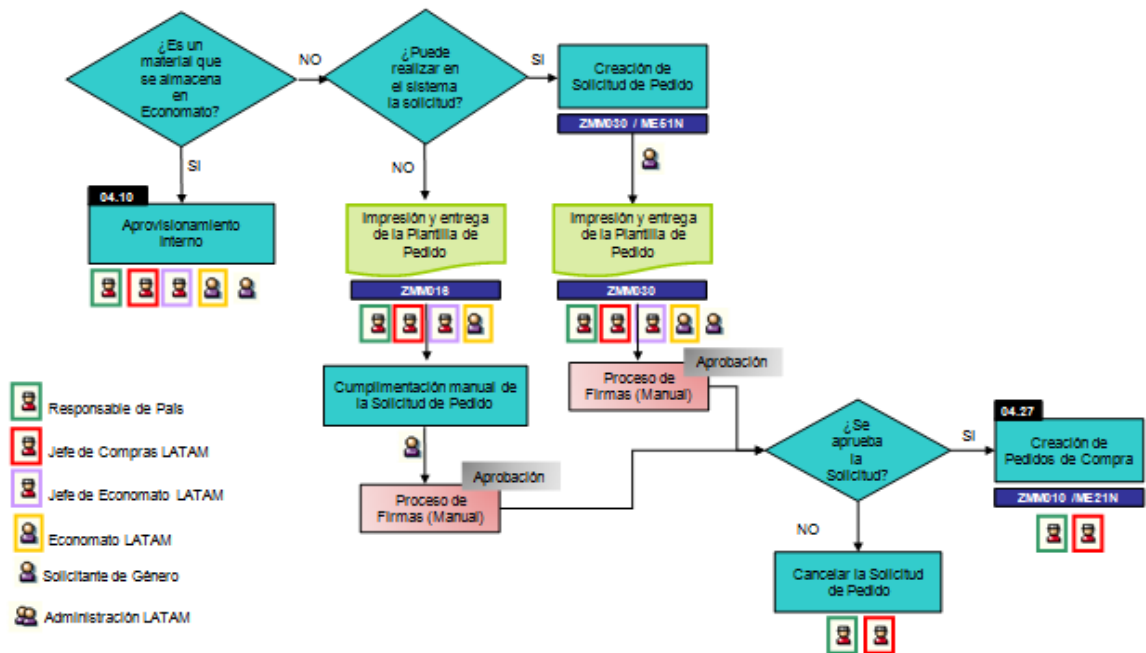 ¿Es un
material que
se almacena
en
Economato?
NO
¿Puede
realizar en
el sistema
la solicitud?
SI
Creación de
Solicitud de Pedido
ZMM030 / ME51N
SI
NO
04.10
Aprovisionamiento
Interno
Impresión y entrega
de la Plantilla de
Pedido
ZMM016
Impresión y entrega
de la Plantilla de
Pedido
ZMM030
Aprobación
Proceso de
Firmas (Manual)
Cumplimentación manual de
la Solicitud de Pedido
Aprobación
Proceso de
Firmas (Manual)
¿Se
aprueba
la
Solicitud?
SI
04.27
Creación de
Pedidos de Compra
ZMM010 /ME21N
NO
Cancelar la Solicitud
de Pedido
Responsable de País
Jefe de Compras LATAM
Jefe de Economato LATAM
Economato LATAM
Solicitante de Género
Administración LATAM